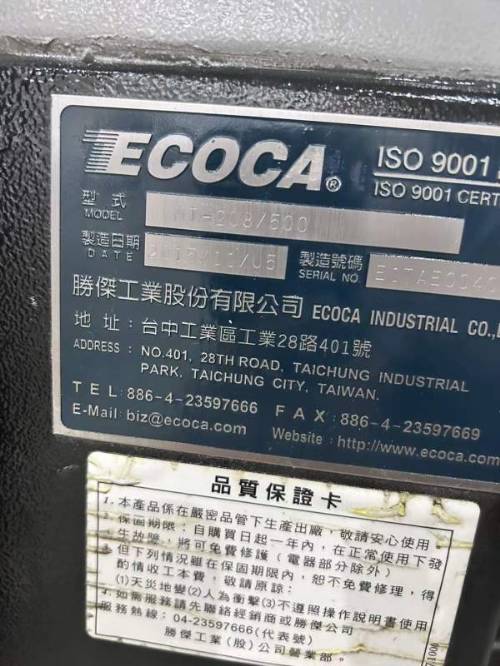 ECOCA®
ISO 9001
ISO 9001 CERT
型式 MODEL MT-208/500
製造日期 DATE
製造號碼 SERIAL NO.
勝傑工業股份有限公司 ECOCA INDUSTRIAL CO.,
地址:台中工業區工業28路401號
ADDRESS : NO.401, 28TH ROAD, TAICHUNG INDUSTRIAL
PARK, TAICHUNG CITY, TAIWAN.
TEL:886-4-23597666 FAX:886-4-23597669
E-Mail: biz@ecoca.com Website : http://www.ecoca.com
品質保證卡
1.本產品係在嚴密品管下生產出廠,敬請安心使用
保固期限:自購買日起一年內,在正常使用下發
生故障,將可免費修護(電器部分除外)
但下列情況雖在保固期限內,恕不免費修理,得
酌情收工本費,敬請原諒:
(1)天災地變(2)人為衝擊(3)不遵照操作說明書使用
4.如需服務請先聯絡經銷商或勝傑公司
服務熱線:04-23597666(代表號)
勝傑工業(股)公司營業部。